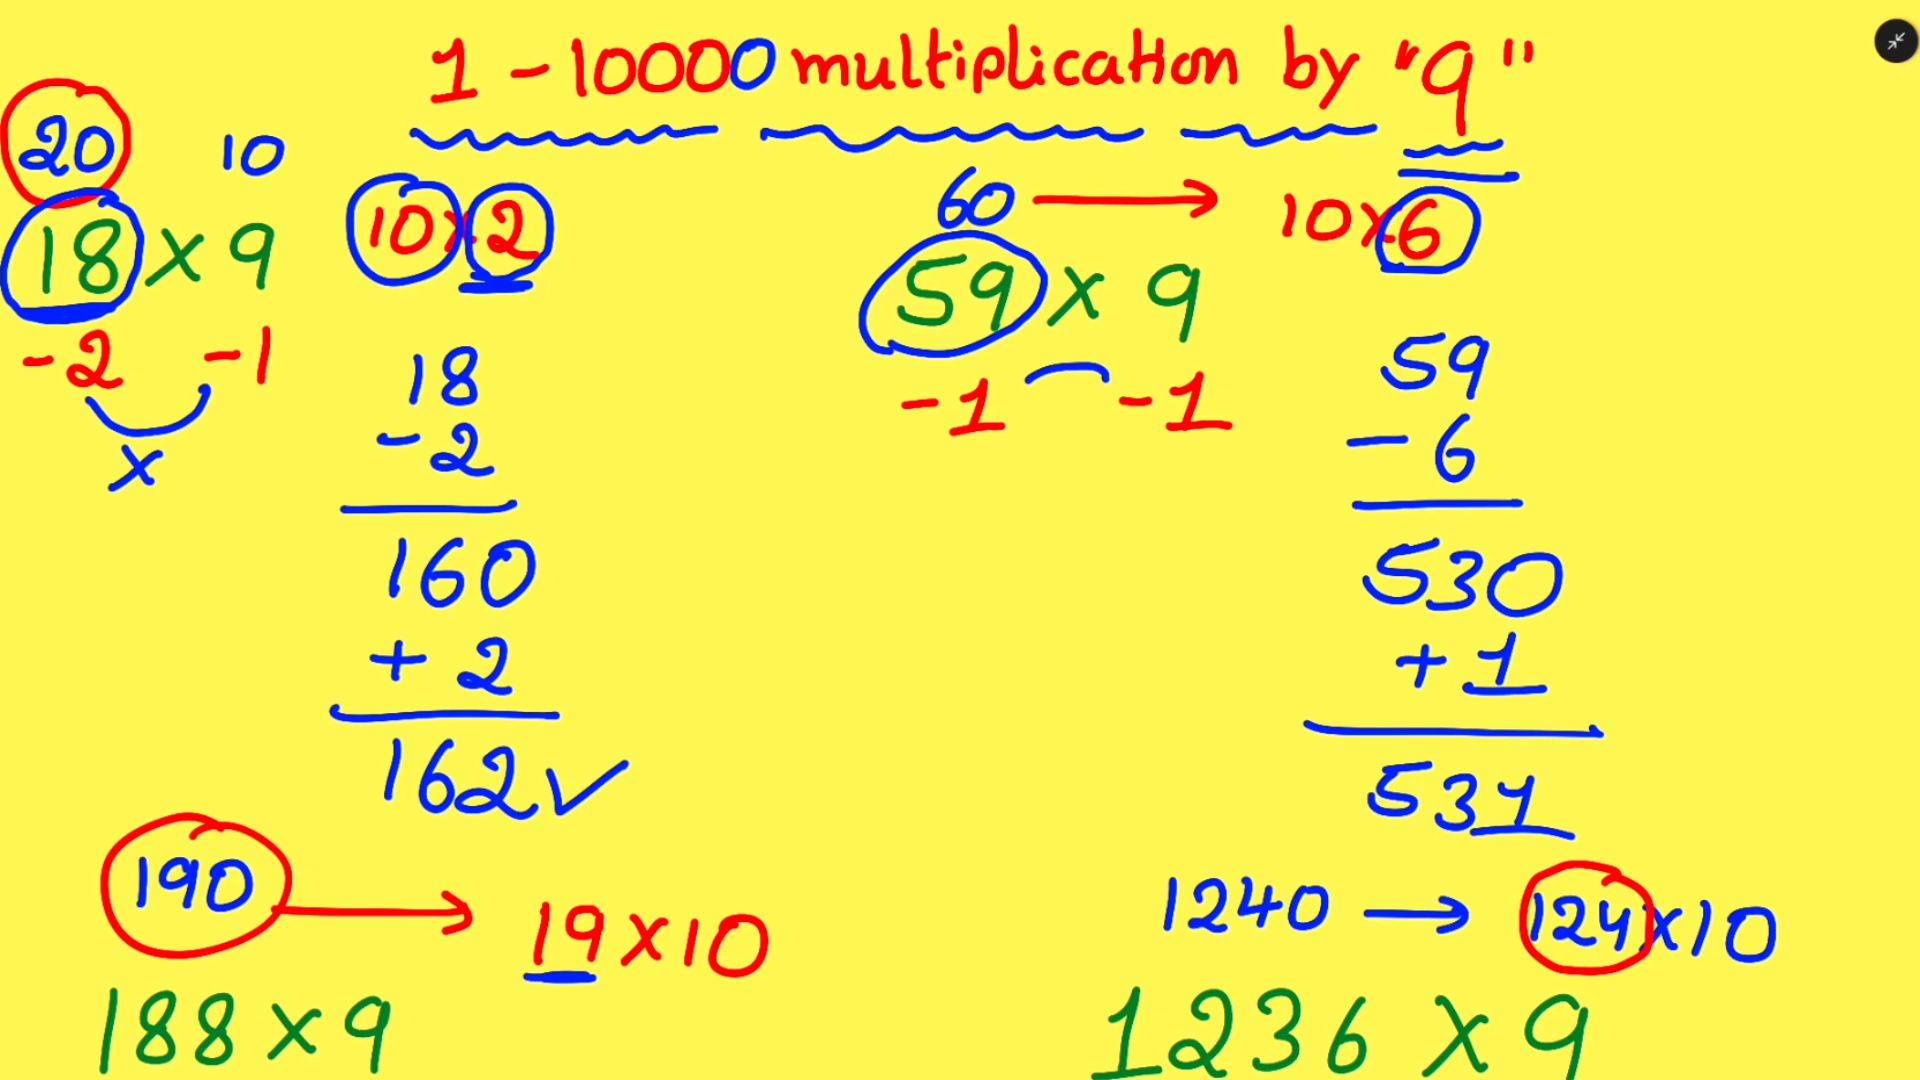 1 - 10000 multiplication by "9"
20 10
10 x 2
18 x 9
-2 -1
x
18
- 2
160
+ 2
162 ✓
60 → 10 x 6
59 x 9
-1 -1
59
- 6
530
+ 1
531
190 → 19 x 10
188 x 9
1240 → 124 x 10
1236 x 9